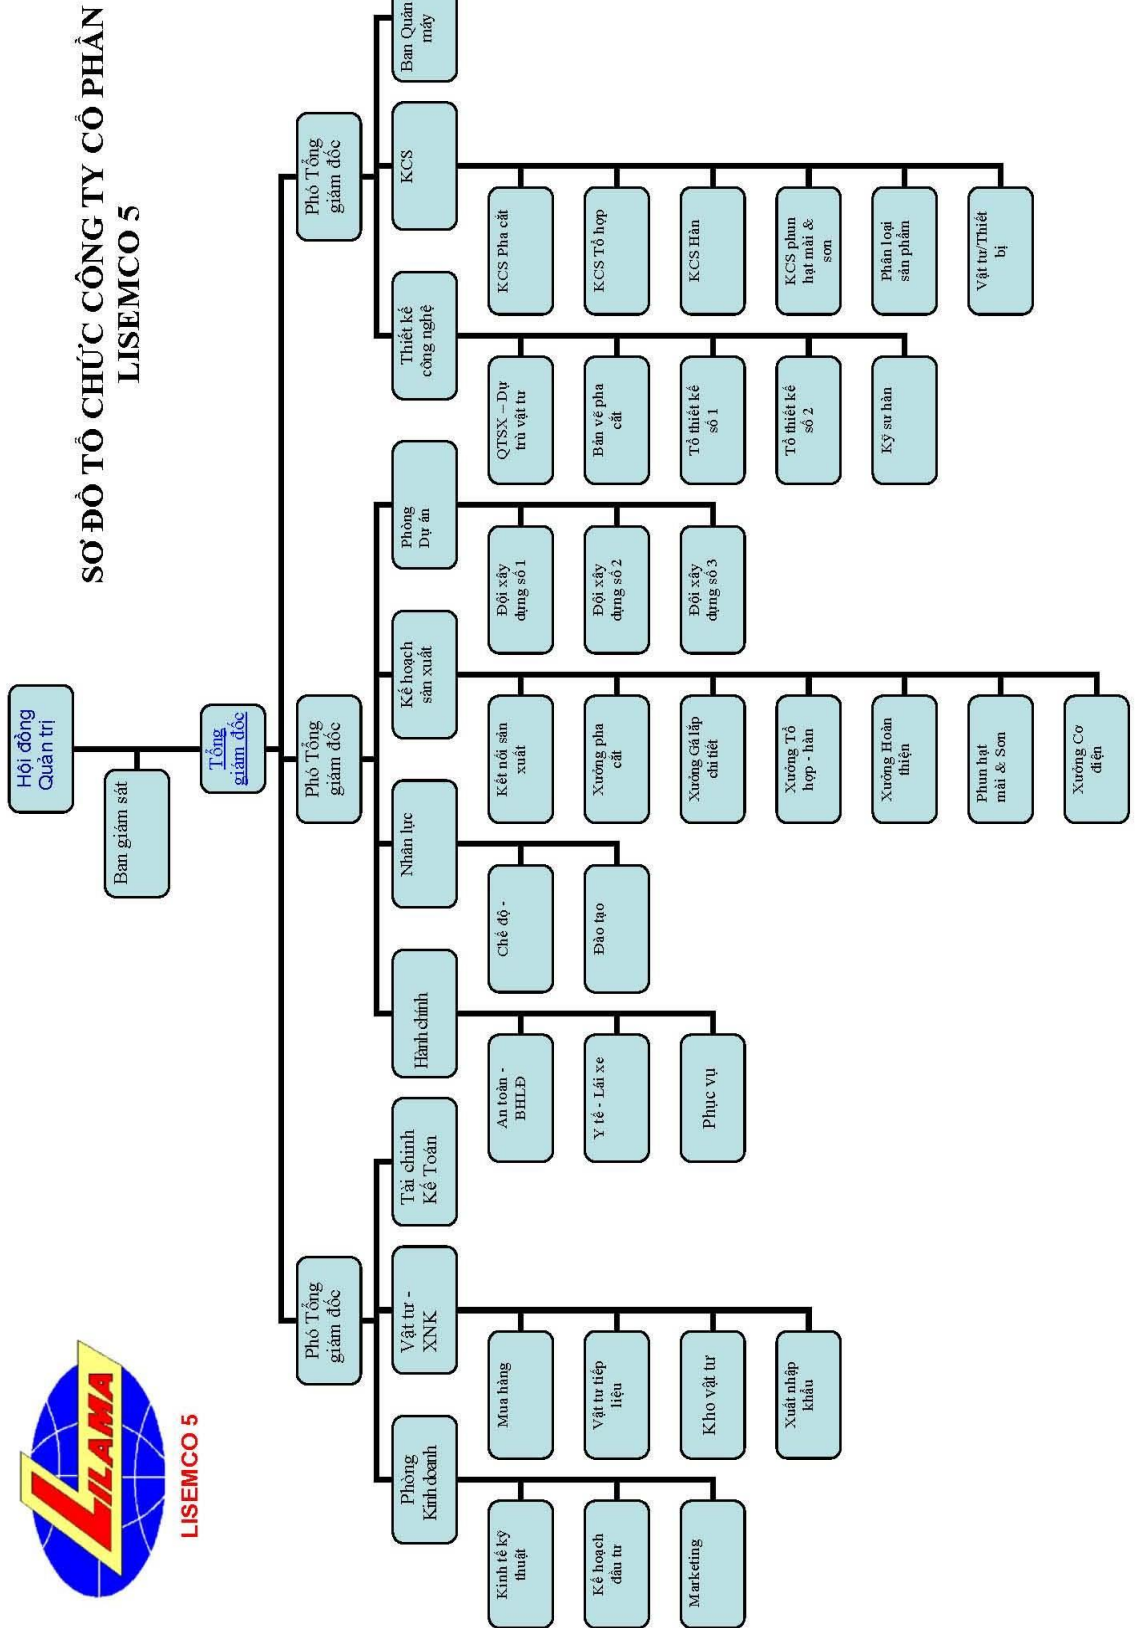 LILAMA
LISEMCO 5
SƠ ĐỒ TỔ CHỨC CÔNG TY CỔ PHẦN
LISEMCO 5
Hội đồng
Quản trị
Ban giám sát
Tổng
giám đốc
Phó Tổng
giám đốc
Phó Tổng
giám đốc
Phó Tổng
giám đốc
Phòng
Kinh doanh
Vật tư -
XNK
Tài chinh
Kế Toán
Hành chính
Nhân lực
Kế hoạch
sản xuất
Phòng
Dự án
Thiết kế
công nghệ
KCS
Ban Quản
máy
Kinh tế kỹ
thuật
Kế hoạch
đầu tư
Marketing
Mua hàng
Vật tư tiếp
liệu
Kho vật tư
Xuất nhập
khẩu
An toàn -
BHLĐ
Y tế - Lái xe
Phục vụ
Chế độ -
Đào tạo
Kết nối sản
xuất
Xưởng pha
cắt
Xưởng Gá lắp
chi tiết
Xưởng Tổ
hợp - hàn
Xưởng Hoàn
thiện
Phun hạt
mài & Sơn
Xưởng Cơ
điện
Đội xây
dựng số 1
Đội xây
dựng số 2
Đội xây
dựng số 3
QTSX – Dự
trù vật tư
Bản vẽ pha
cắt
Tổ thiết kế
số 1
Tổ thiết kế
số 2
Kỹ sư hàn
KCS Pha cắt
KCS Tổ hợp
KCS Hàn
KCS phun
hạt mài &
sơn
Phân loại
sản phẩm
Vật tư/Thiết
bị